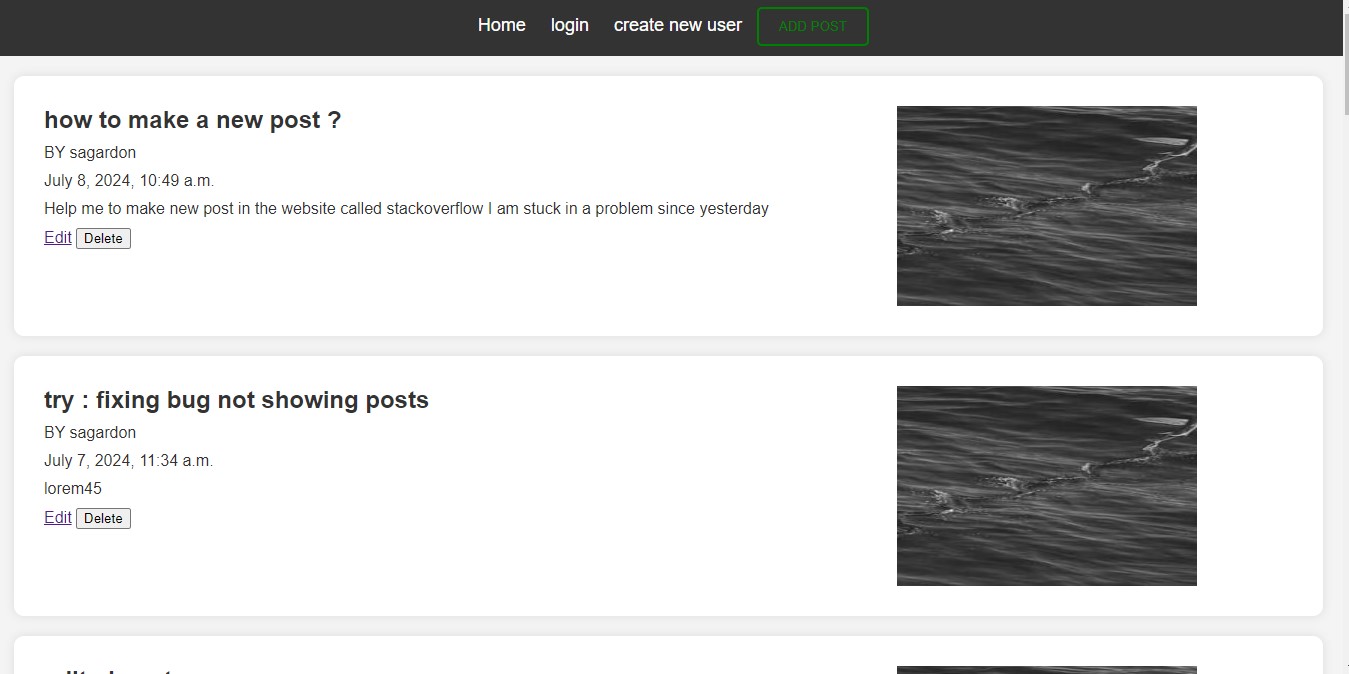 Home login create new user ADD POST
how to make a new post ?
BY sagardon
July 8, 2024, 10:49 a.m.
Help me to make new post in the website called stackoverflow I am stuck in a problem since yesterday
Edit Delete
try : fixing bug not showing posts
BY sagardon
July 7, 2024, 11:34 a.m.
lorem45
Edit Delete